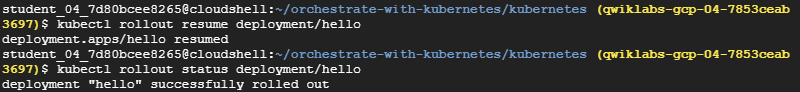 student_04_7d80bcee8265@cloudshell:~/orchestrate-with-kubernetes/kubernetes (qwiklabs-gcp-04-7853ceab
3697)$ kubectl rollout resume deployment/hello
deployment.apps/hello resumed
student_04_7d80bcee8265@cloudshell:~/orchestrate-with-kubernetes/kubernetes (qwiklabs-gcp-04-7853ceab
3697)$ kubectl rollout status deployment/hello
deployment "hello" successfully rolled out